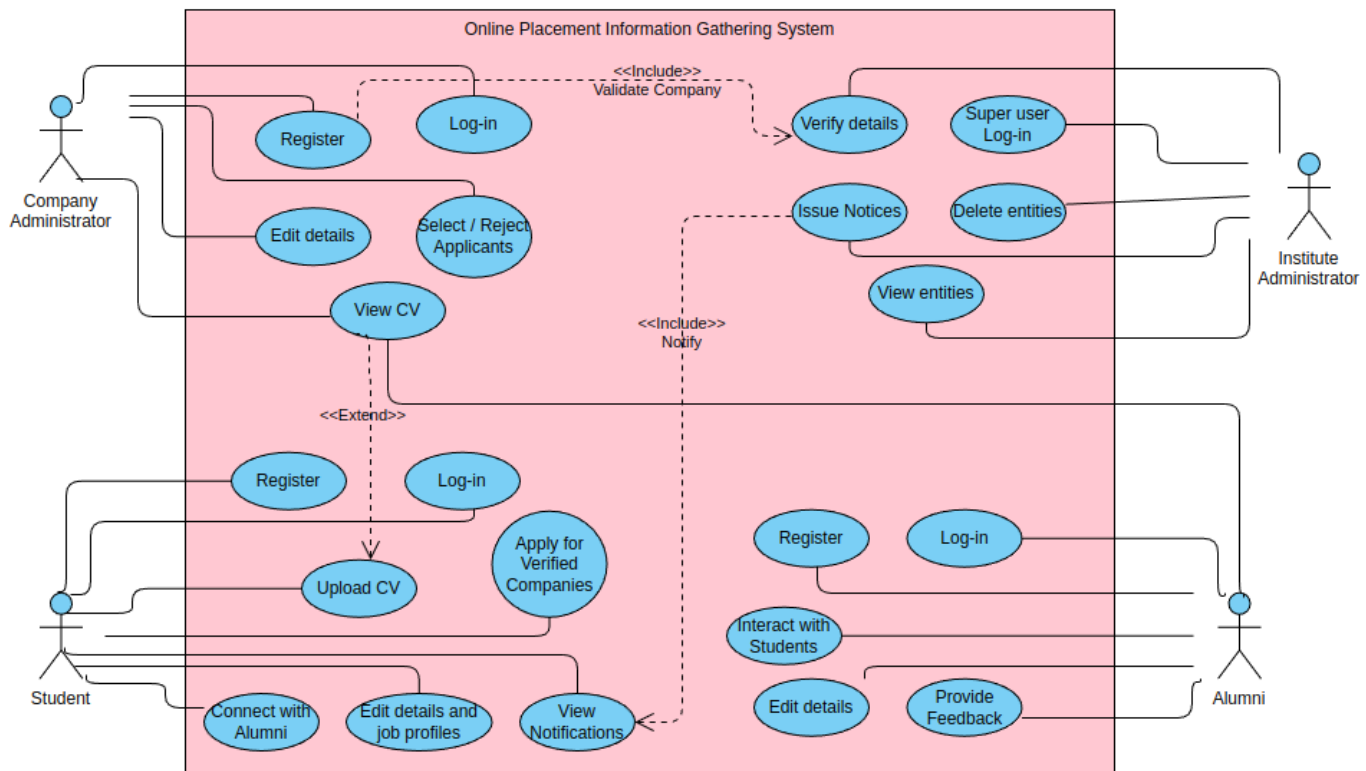 Online Placement Information Gathering System
<<Include>>
Validate Company
Register
Log-in
Verify details
Super user
Log-in
Company
Administrator
Edit details
Select / Reject
Applicants
Issue Notices
Delete entities
Institute
Administrator
View CV
View entities
<<Include>>
Notify
<<Extend>>
Register
Log-in
Apply for
Verified
Companies
Register
Log-in
Upload CV
Interact with
Students
Student
Connect with
Alumni
Edit details and
job profiles
View
Notifications
Edit details
Provide
Feedback
Alumni